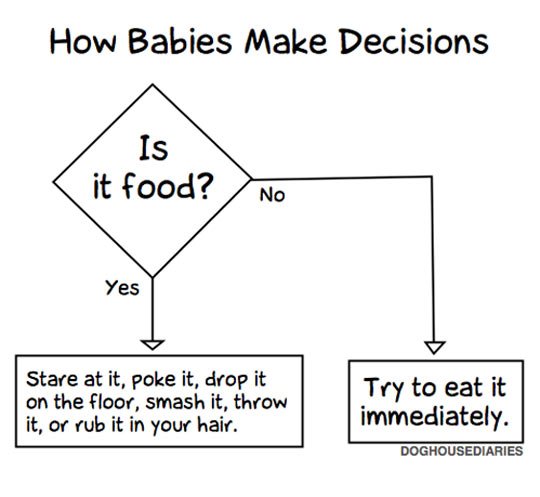 How Babies Make Decisions
Is
it food?
No
Yes
Stare at it, poke it, drop it
on the floor, smash it, throw
it, or rub it in your hair.
Try to eat it
immediately.
DOGHOUSEDIARIES